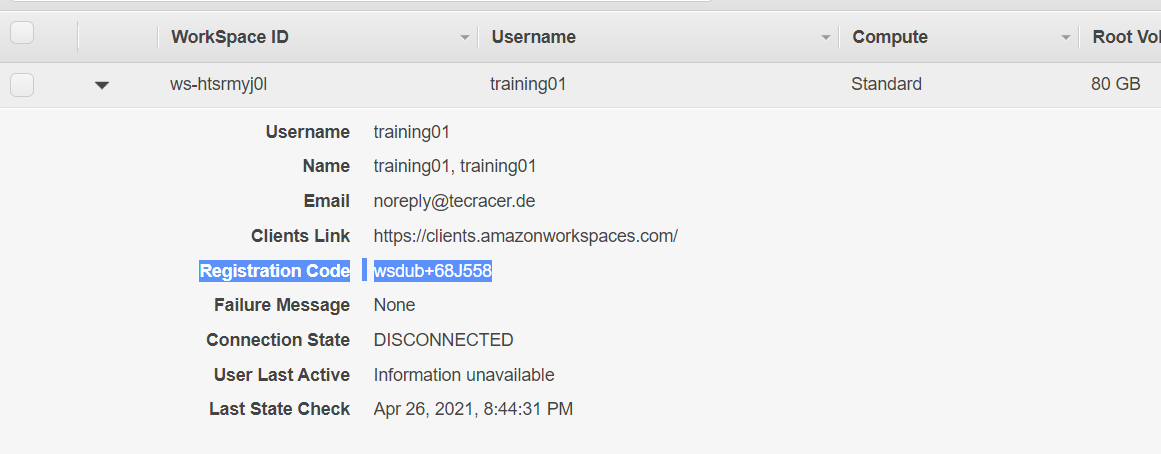 WorkSpace ID Username Compute Root Vol
ws-htsrmyj0l training01 Standard 80 GB
Username training01
Name training01, training01
Email noreply@tecracer.de
Clients Link https://clients.amazonworkspaces.com/
Registration Code wsdub+68J558
Failure Message None
Connection State DISCONNECTED
User Last Active Information unavailable
Last State Check Apr 26, 2021, 8:44:31 PM